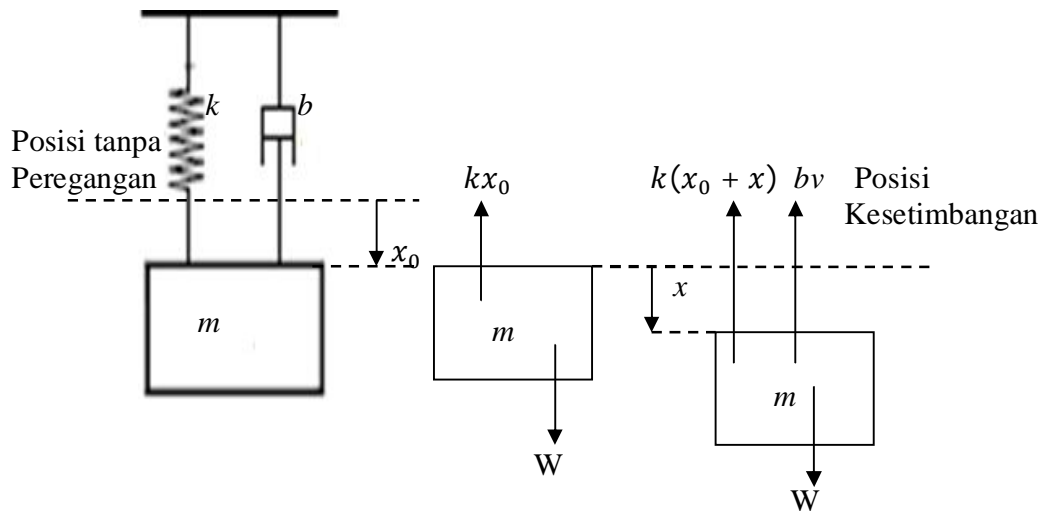 k
b
Posisi tanpa
Peregangan
x₀
m
kx₀
m
W
k(x₀ + x) bv Posisi
Kesetimbangan
x
m
W